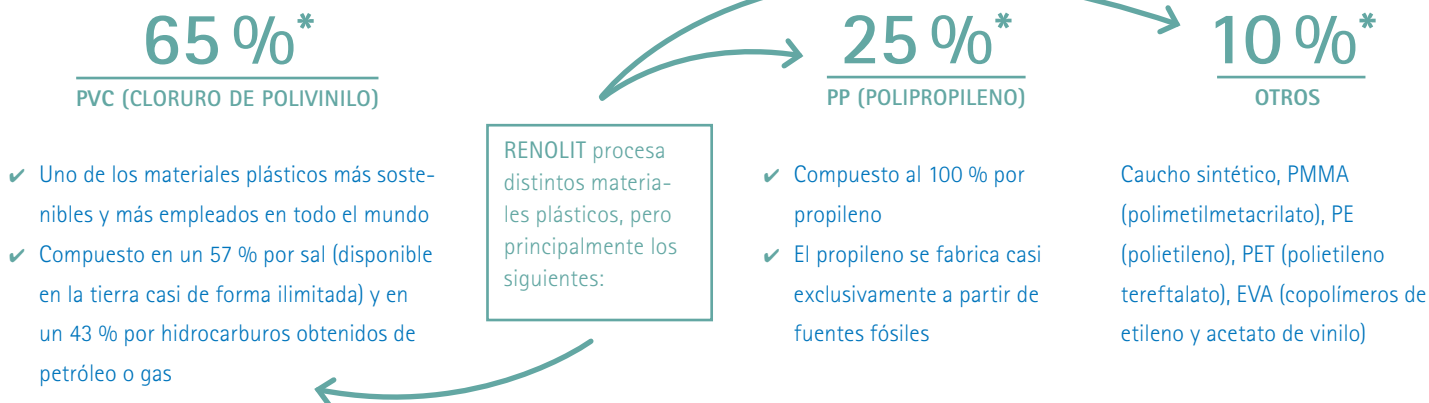 65 %*
PVC (CLORURO DE POLIVINILO)
✔ Uno de los materiales plásticos más soste-
nibles y más empleados en todo el mundo
✔ Compuesto en un 57 % por sal (disponible
en la tierra casi de forma ilimitada) y en
un 43 % por hidrocarburos obtenidos de
petróleo o gas
RENOLIT procesa
distintos materia-
les plásticos, pero
principalmente los
siguientes:
25 %*
PP (POLIPROPILENO)
✔ Compuesto al 100 % por
propileno
✔ El propileno se fabrica casi
exclusivamente a partir de
fuentes fósiles
10 %*
OTROS
Caucho sintético, PMMA
(polimetilmetacrilato), PE
(polietileno), PET (polietileno
tereftalato), EVA (copolímeros de
etileno y acetato de vinilo)